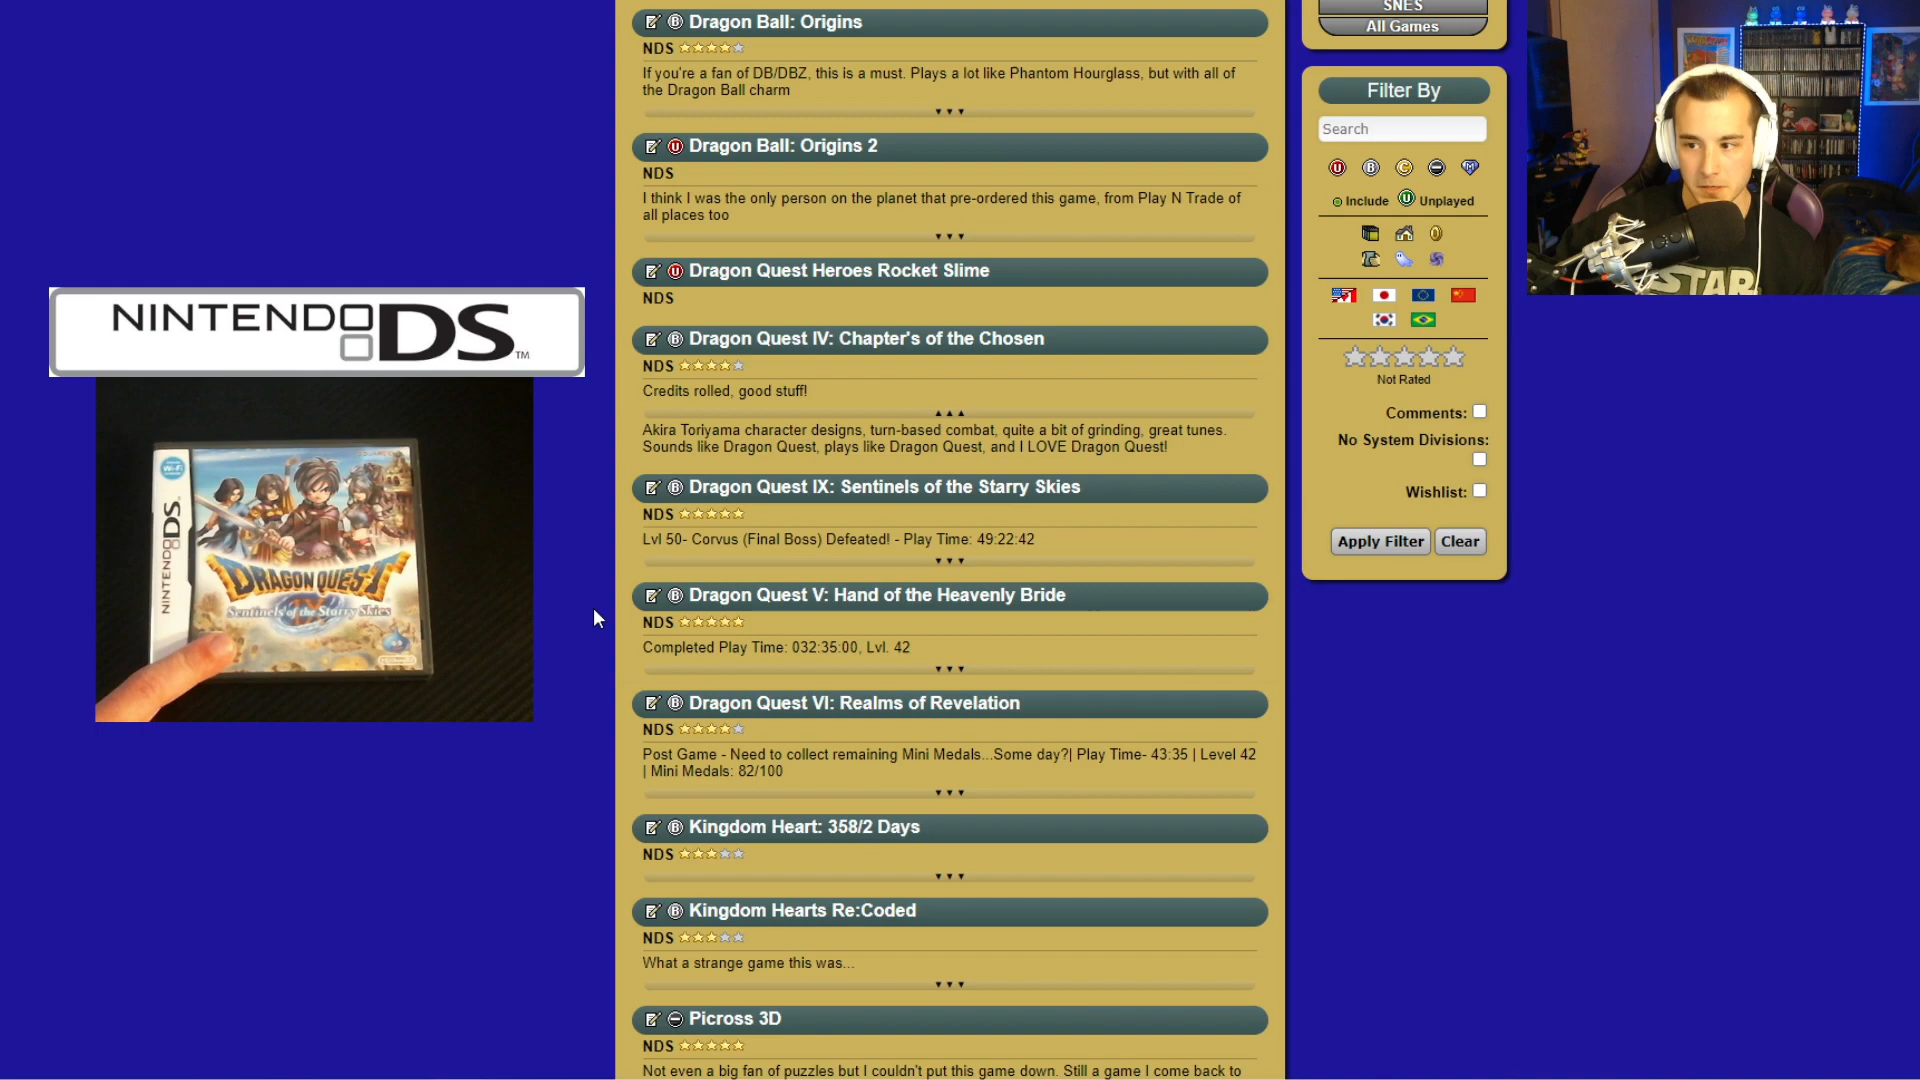 Dragon Ball: Origins
NDS
If you're a fan of DB/DBZ, this is a must. Plays a lot like Phantom Hourglass, but with all of
the Dragon Ball charm
Dragon Ball: Origins 2
NDS
I think I was the only person on the planet that pre-ordered this game, from Play N Trade of
all places too
Dragon Quest Heroes Rocket Slime
NDS
Dragon Quest IV: Chapter's of the Chosen
NDS
Credits rolled, good stuff!
Akira Toriyama character designs, turn-based combat, quite a bit of grinding, great tunes.
Sounds like Dragon Quest, plays like Dragon Quest, and I LOVE Dragon Quest!
Dragon Quest IX: Sentinels of the Starry Skies
NDS
Lvl 50- Corvus (Final Boss) Defeated! - Play Time: 49:22:42
Dragon Quest V: Hand of the Heavenly Bride
NDS
Completed Play Time: 032:35:00, Lvl. 42
Dragon Quest VI: Realms of Revelation
NDS
Post Game - Need to collect remaining Mini Medals...Some day?| Play Time- 43:35 | Level 42
| Mini Medals: 82/100
Kingdom Heart: 358/2 Days
NDS
Kingdom Hearts Re:Coded
NDS
What a strange game this was...
Picross 3D
NDS
Not even a big fan of puzzles but I couldn't put this game down. Still a game I come back to
SNES
All Games
Filter By
Search
U B C M
Include U Unplayed
Not Rated
Comments:
No System Divisions:
Wishlist:
Apply Filter Clear
NINTENDO DS TM
Wi-Fi
NINTENDO DS
DRAGON QUEST
IX
Sentinels of the Starry Skies
STAR